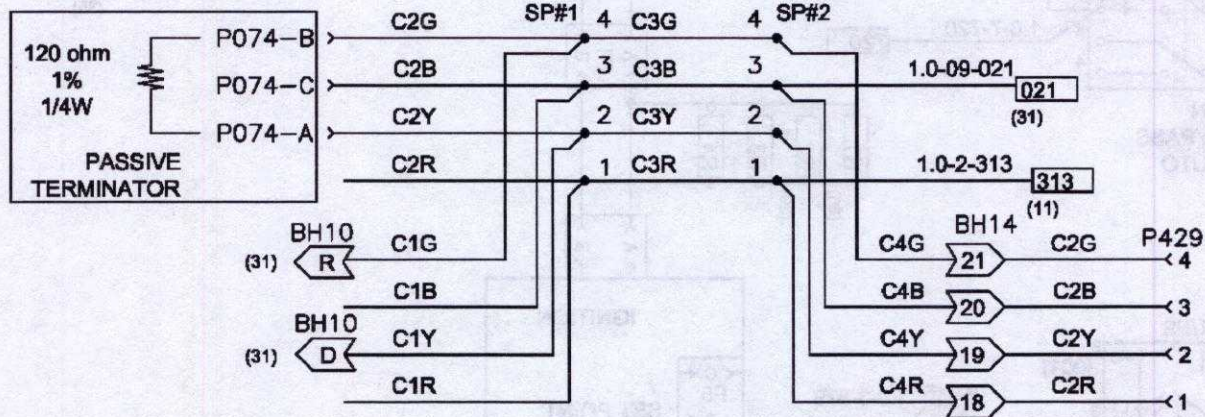 C2G SP#1 4 C3G 4 SP#2
P074-B
120 ohm
1%
1/4W
P074-C C2B 3 C3B 3 1.0-09-021 021
(31)
P074-A C2Y 2 C3Y 2
PASSIVE
TERMINATOR
C2R 1 C3R 1 1.0-2-313 313
(11)
BH10 BH14 P429
(31) R C1G C4G 21 C2G 4
C1B C4B 20 C2B 3
BH10
(31) D C1Y C4Y 19 C2Y 2
C1R C4R 18 C2R 1